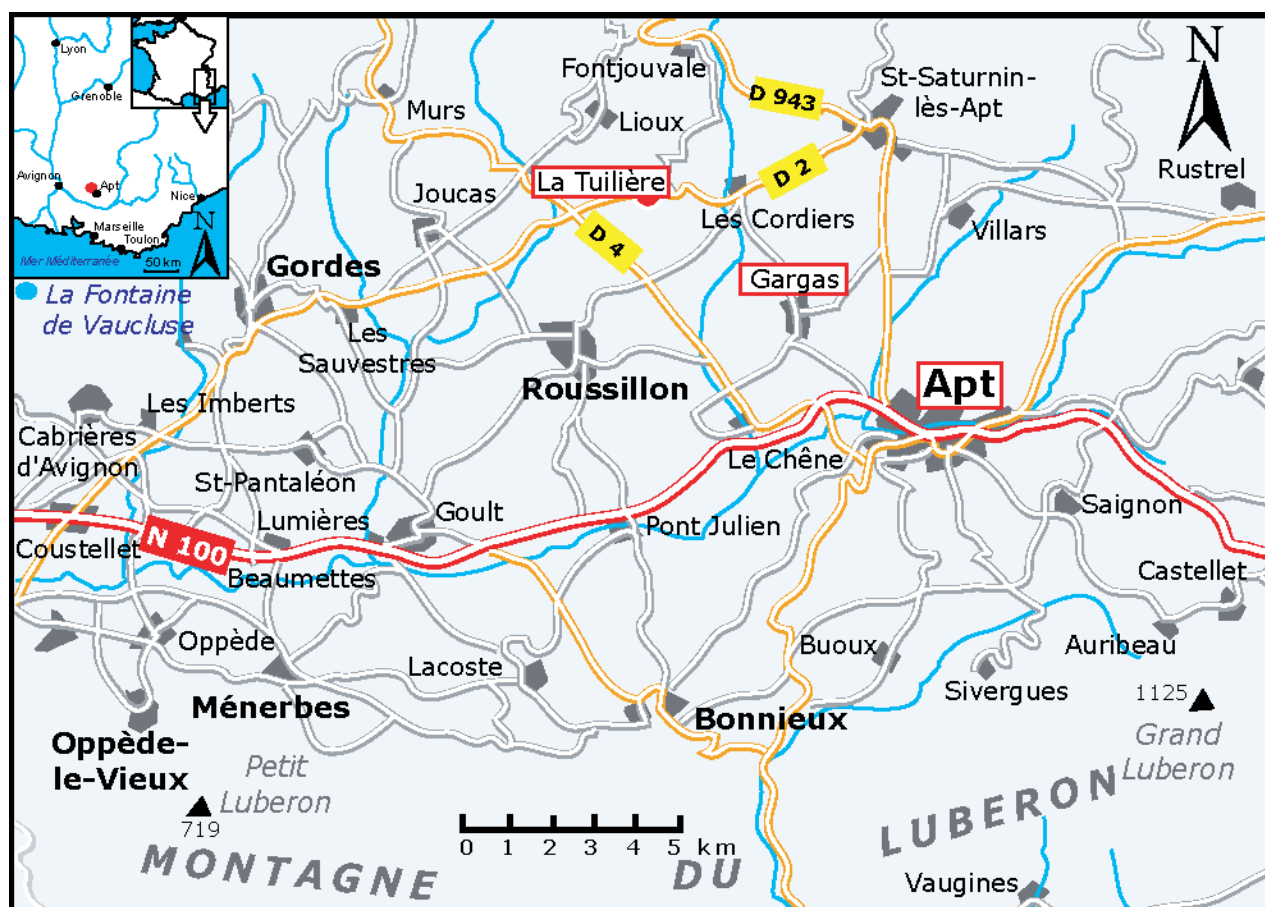 Lyon
Grenoble
Avignon
Apt
Nice
Marseille
Toulon
N
Mer Méditerranée
50 km
La Fontaine
de Vaucluse
Fontjouvale
D 943
St-Saturnin-
lès-Apt
N
Murs
Lioux
Rustrel
La Tuilière
D 2
Joucas
Les Cordiers
Villars
D 4
Gordes
Gargas
Les
Sauvestres
Roussillon
Apt
Les Imberts
Cabrières
d'Avignon
Le Chêne
St-Pantaléon
Saignon
Lumières
Goult
Pont Julien
Coustellet
N 100
Beaumettes
Castellet
Oppède
Lacoste
Buoux
Auribeau
Sivergues
1125
Ménerbes
Bonnieux
Grand
Luberon
Oppède-
le-Vieux
Petit
Luberon
719
0 1 2 3 4 5 km
MONTAGNE
DU
LUBERON
Vaugines